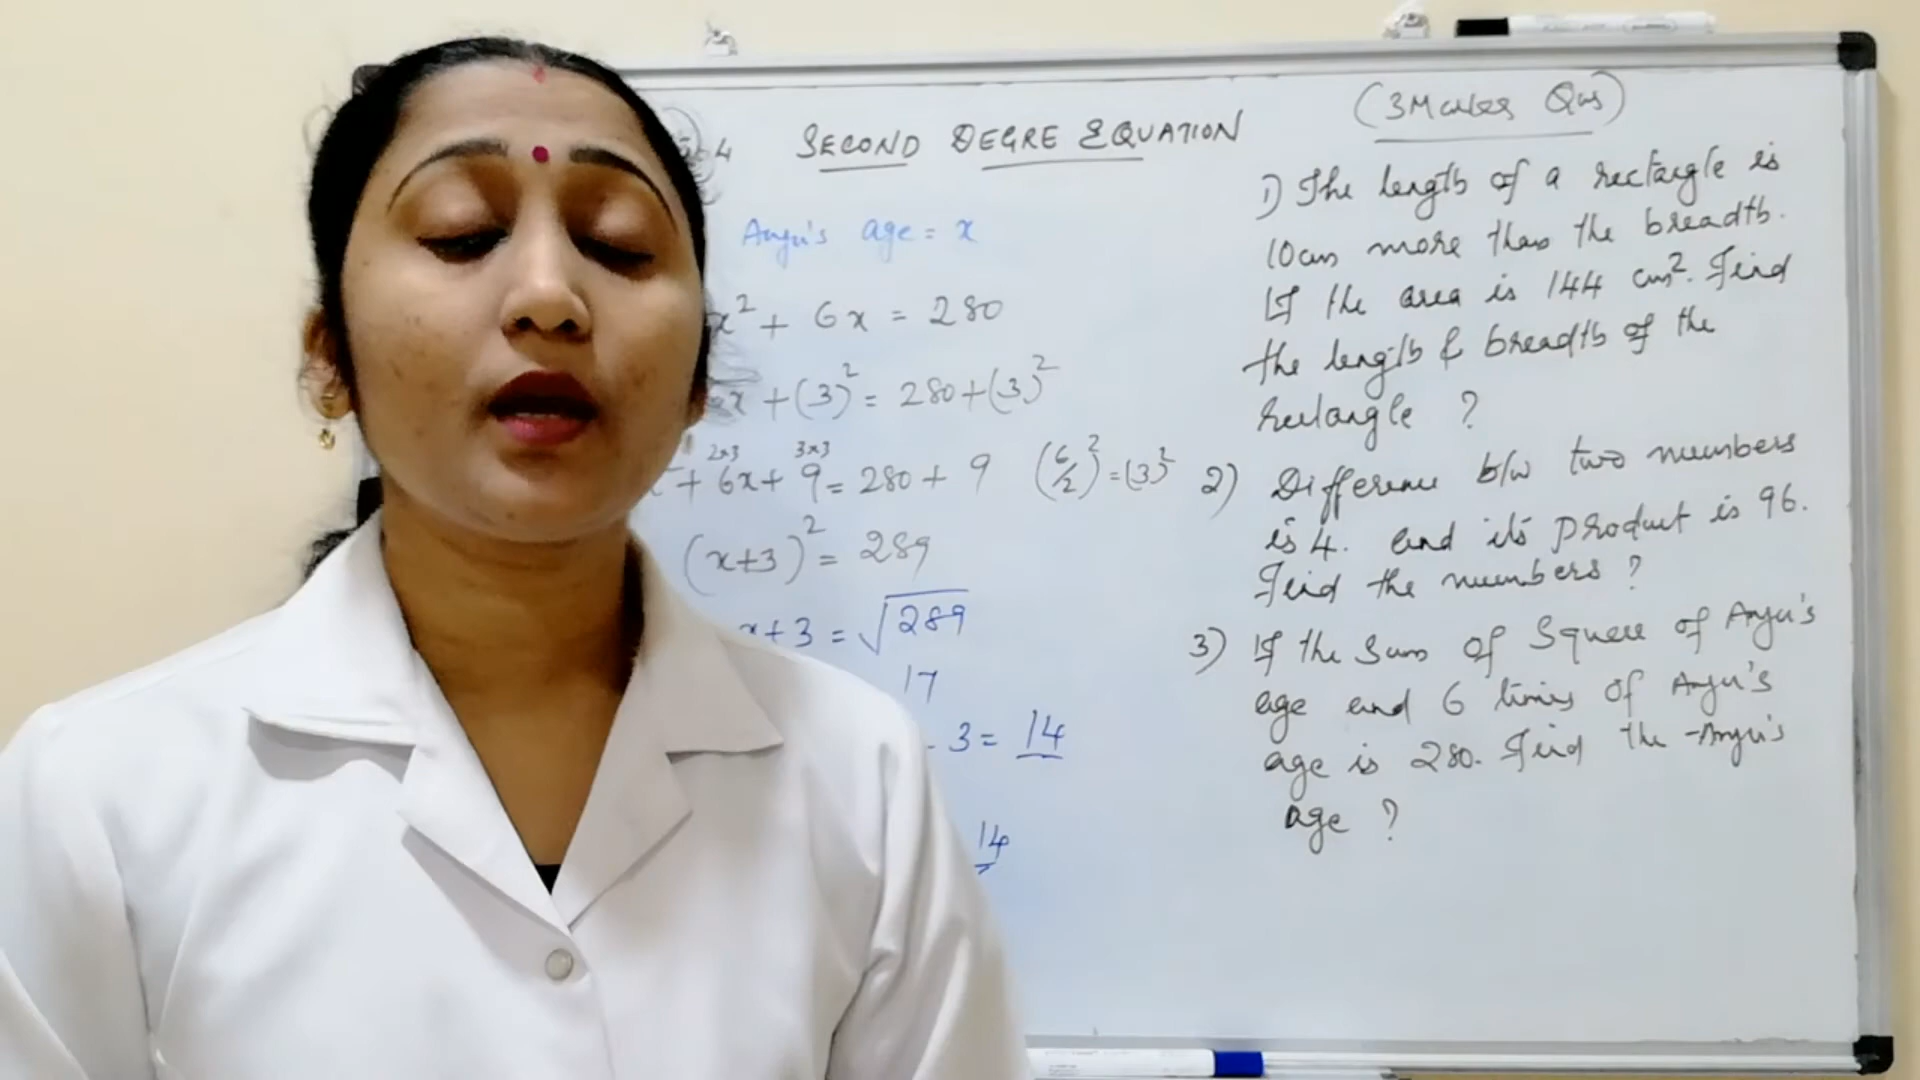 4 SECOND DEGRE EQUATION
Anju's age = x
x² + 6x = 280
x + (3)² = 280 + (3)²
2×3 3×3
+ 6x + 9 = 280 + 9 (6/2)² = (3)²
(x+3)² = 289
x + 3 = √289
17
- 3 = 14
14
(3 Marks Qus)
1) The length of a rectangle is
10cm more than the breadth.
If the area is 144 cm². Find
the length & breadth of the
rectangle ?
2) Difference b/w two numbers
is 4. and its product is 96.
Find the numbers ?
3) If the Sum of Square of Anju's
age and 6 times of Anju's
age is 280. Find the Anju's
age ?